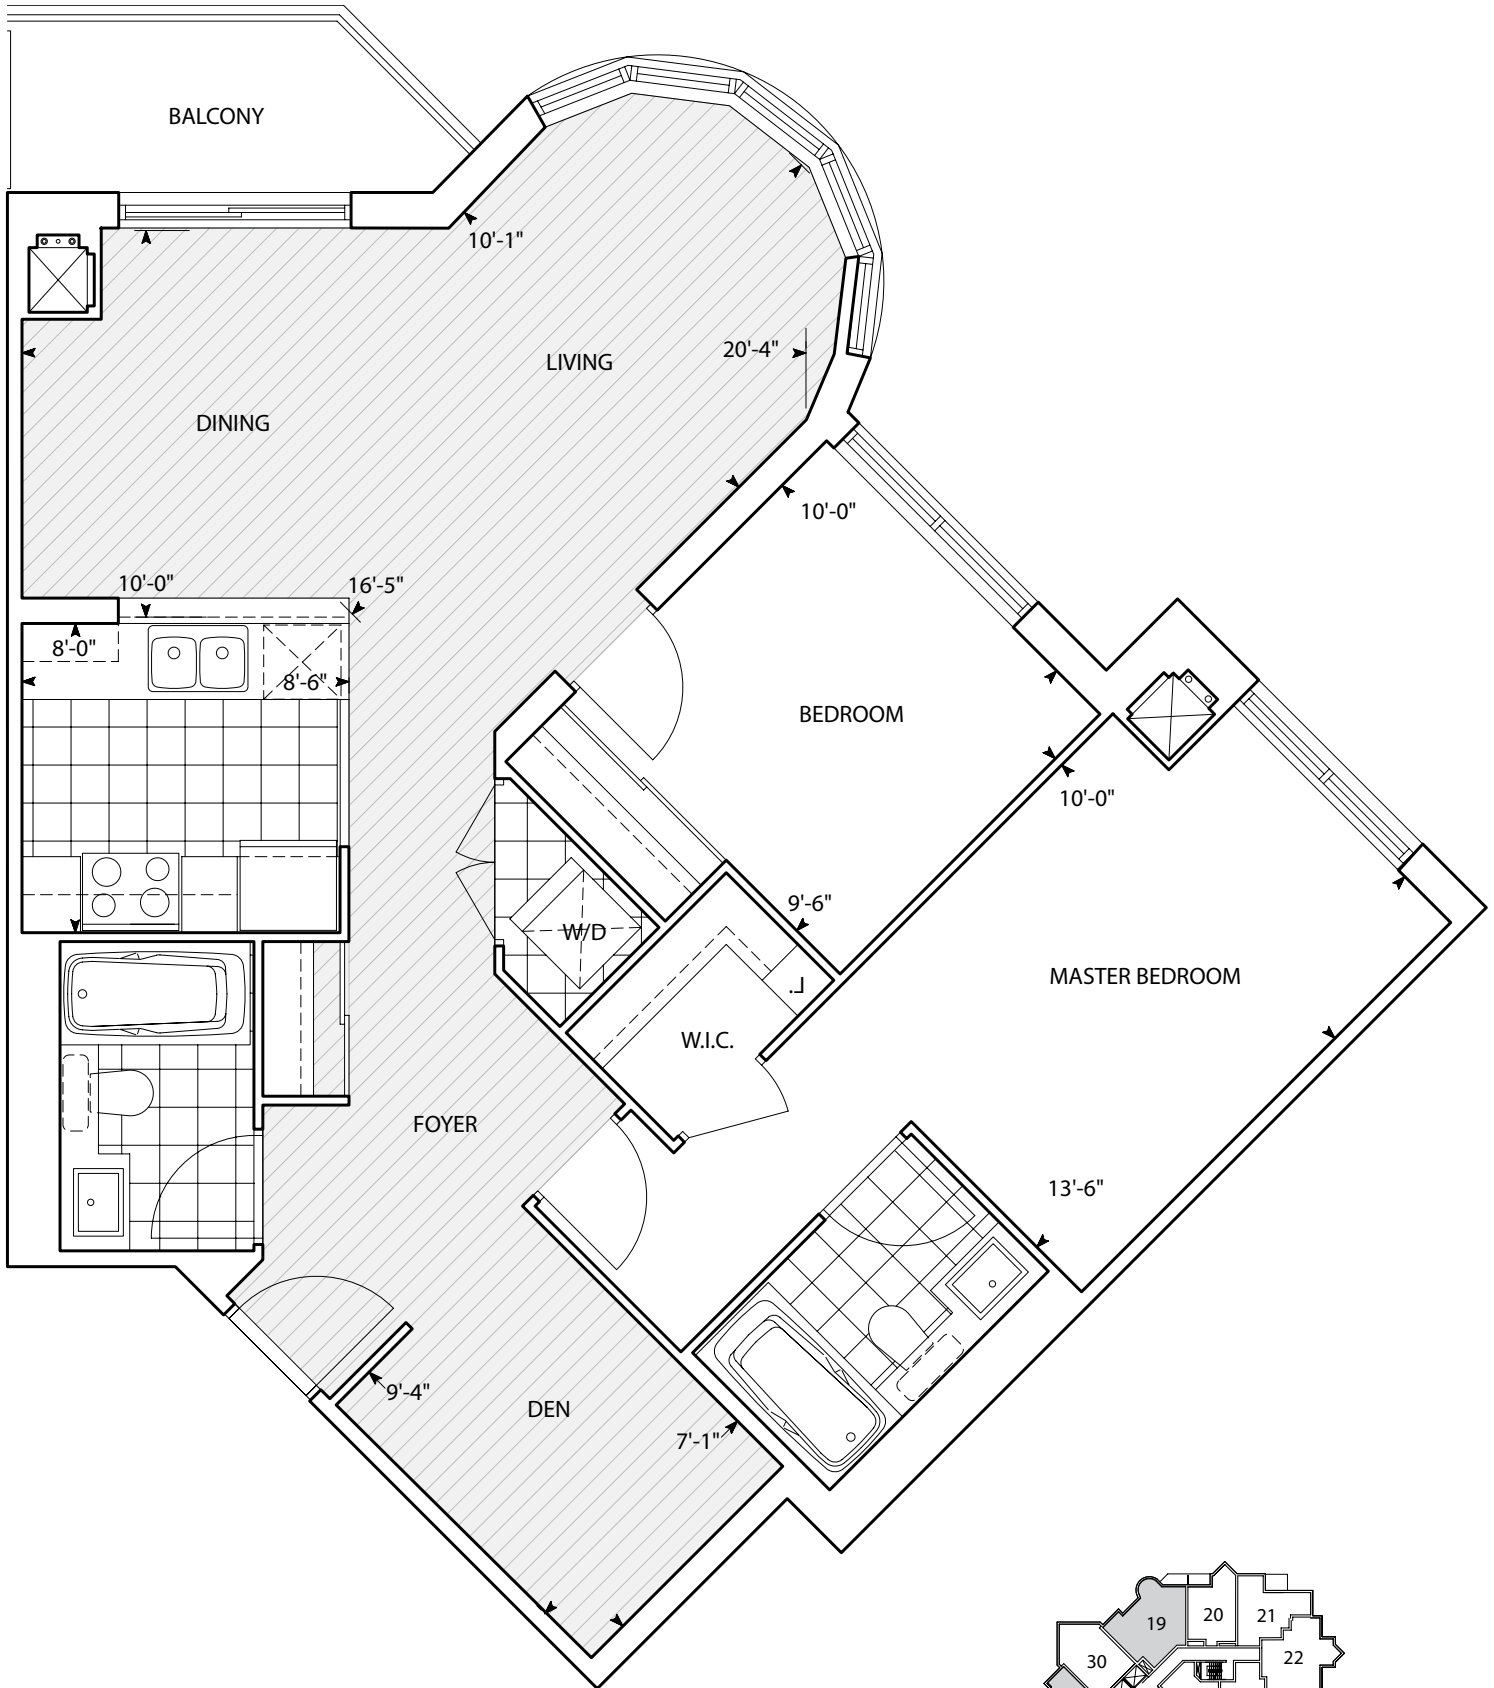 BALCONY
10'-1"
LIVING
20'-4"
DINING
10'-0"
10'-0"
16'-5"
8'-0"
8'-6"
BEDROOM
10'-0"
9'-6"
W/D
MASTER BEDROOM
L.
W.I.C.
FOYER
13'-6"
9'-4"
DEN
7'-1"
19
20
21
22
30